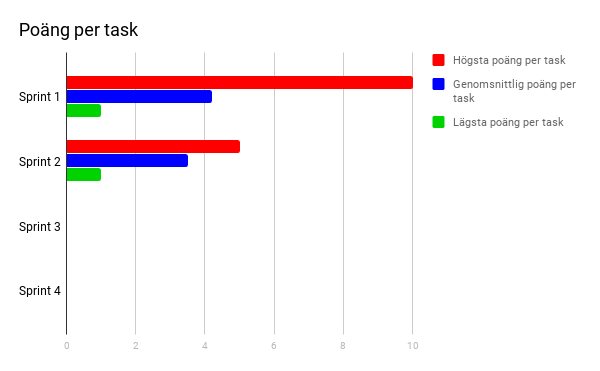 Poäng per task
Högsta poäng per task
Genomsnittlig poäng per
task
Lägsta poäng per task
Sprint 1
Sprint 2
Sprint 3
Sprint 4
0 2 4 6 8 10